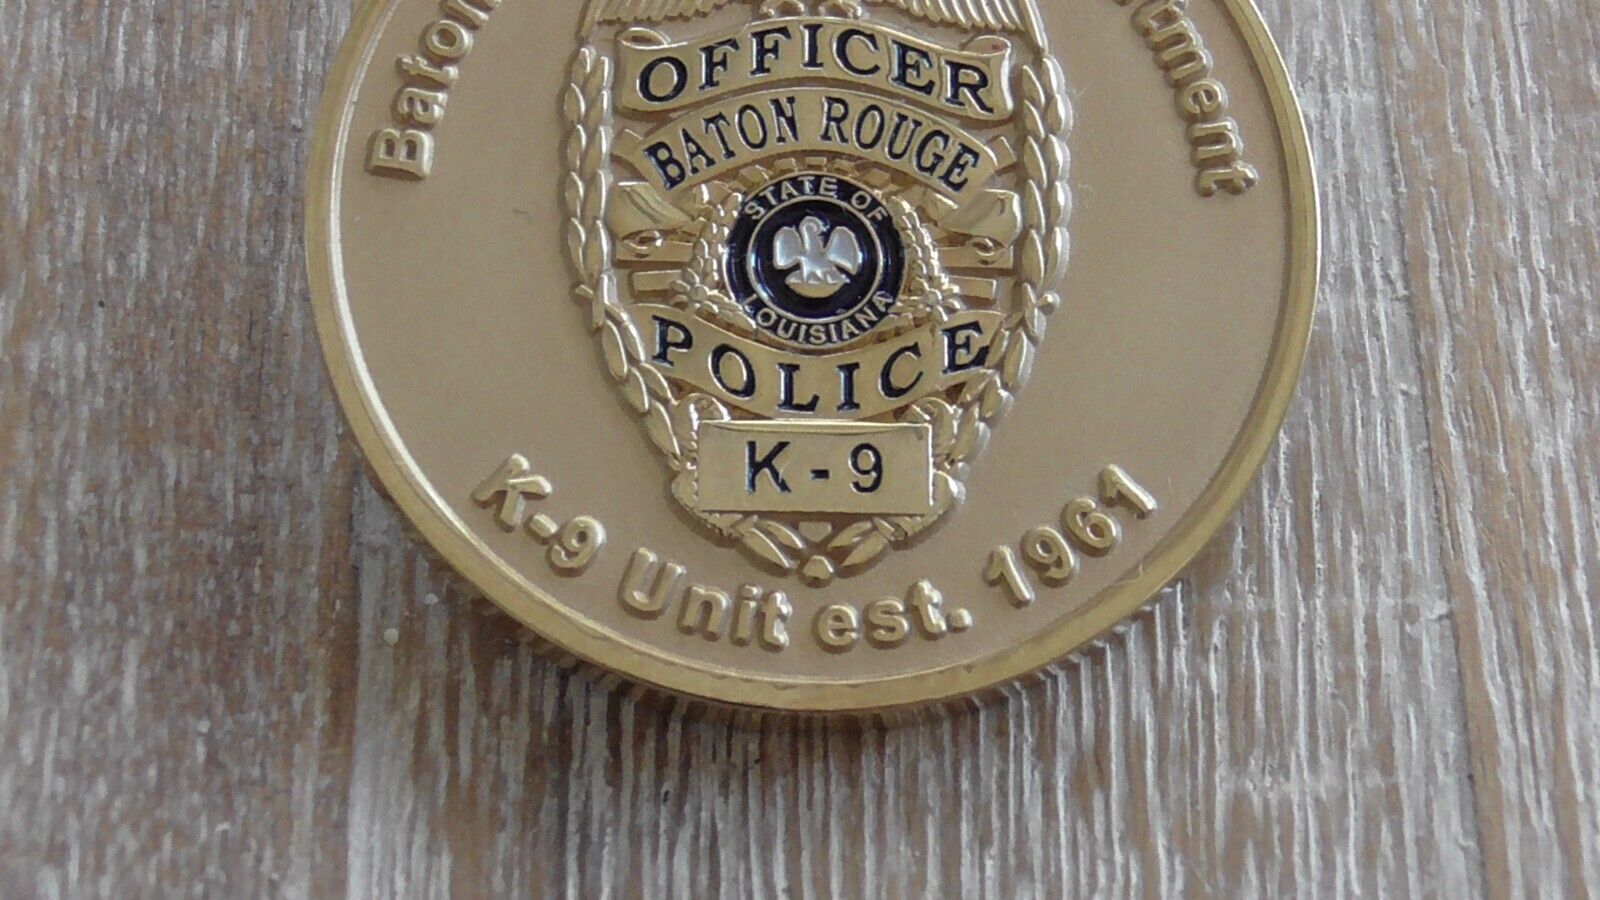 OFFICER
BATON ROUGE
STATE OF
LOUISIANA
POLICE
K-9
K-9 Unit est. 1961